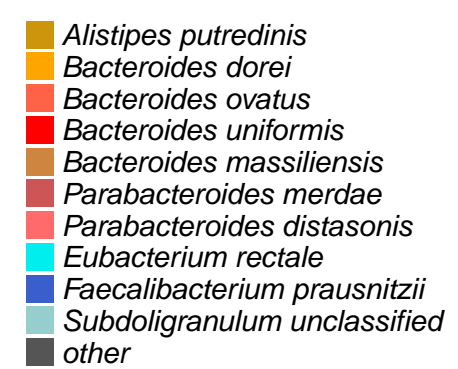 Alistipes putredinis
Bacteroides dorei
Bacteroides ovatus
Bacteroides uniformis
Bacteroides massiliensis
Parabacteroides merdae
Parabacteroides distasonis
Eubacterium rectale
Faecalibacterium prausnitzii
Subdoligranulum unclassified
other